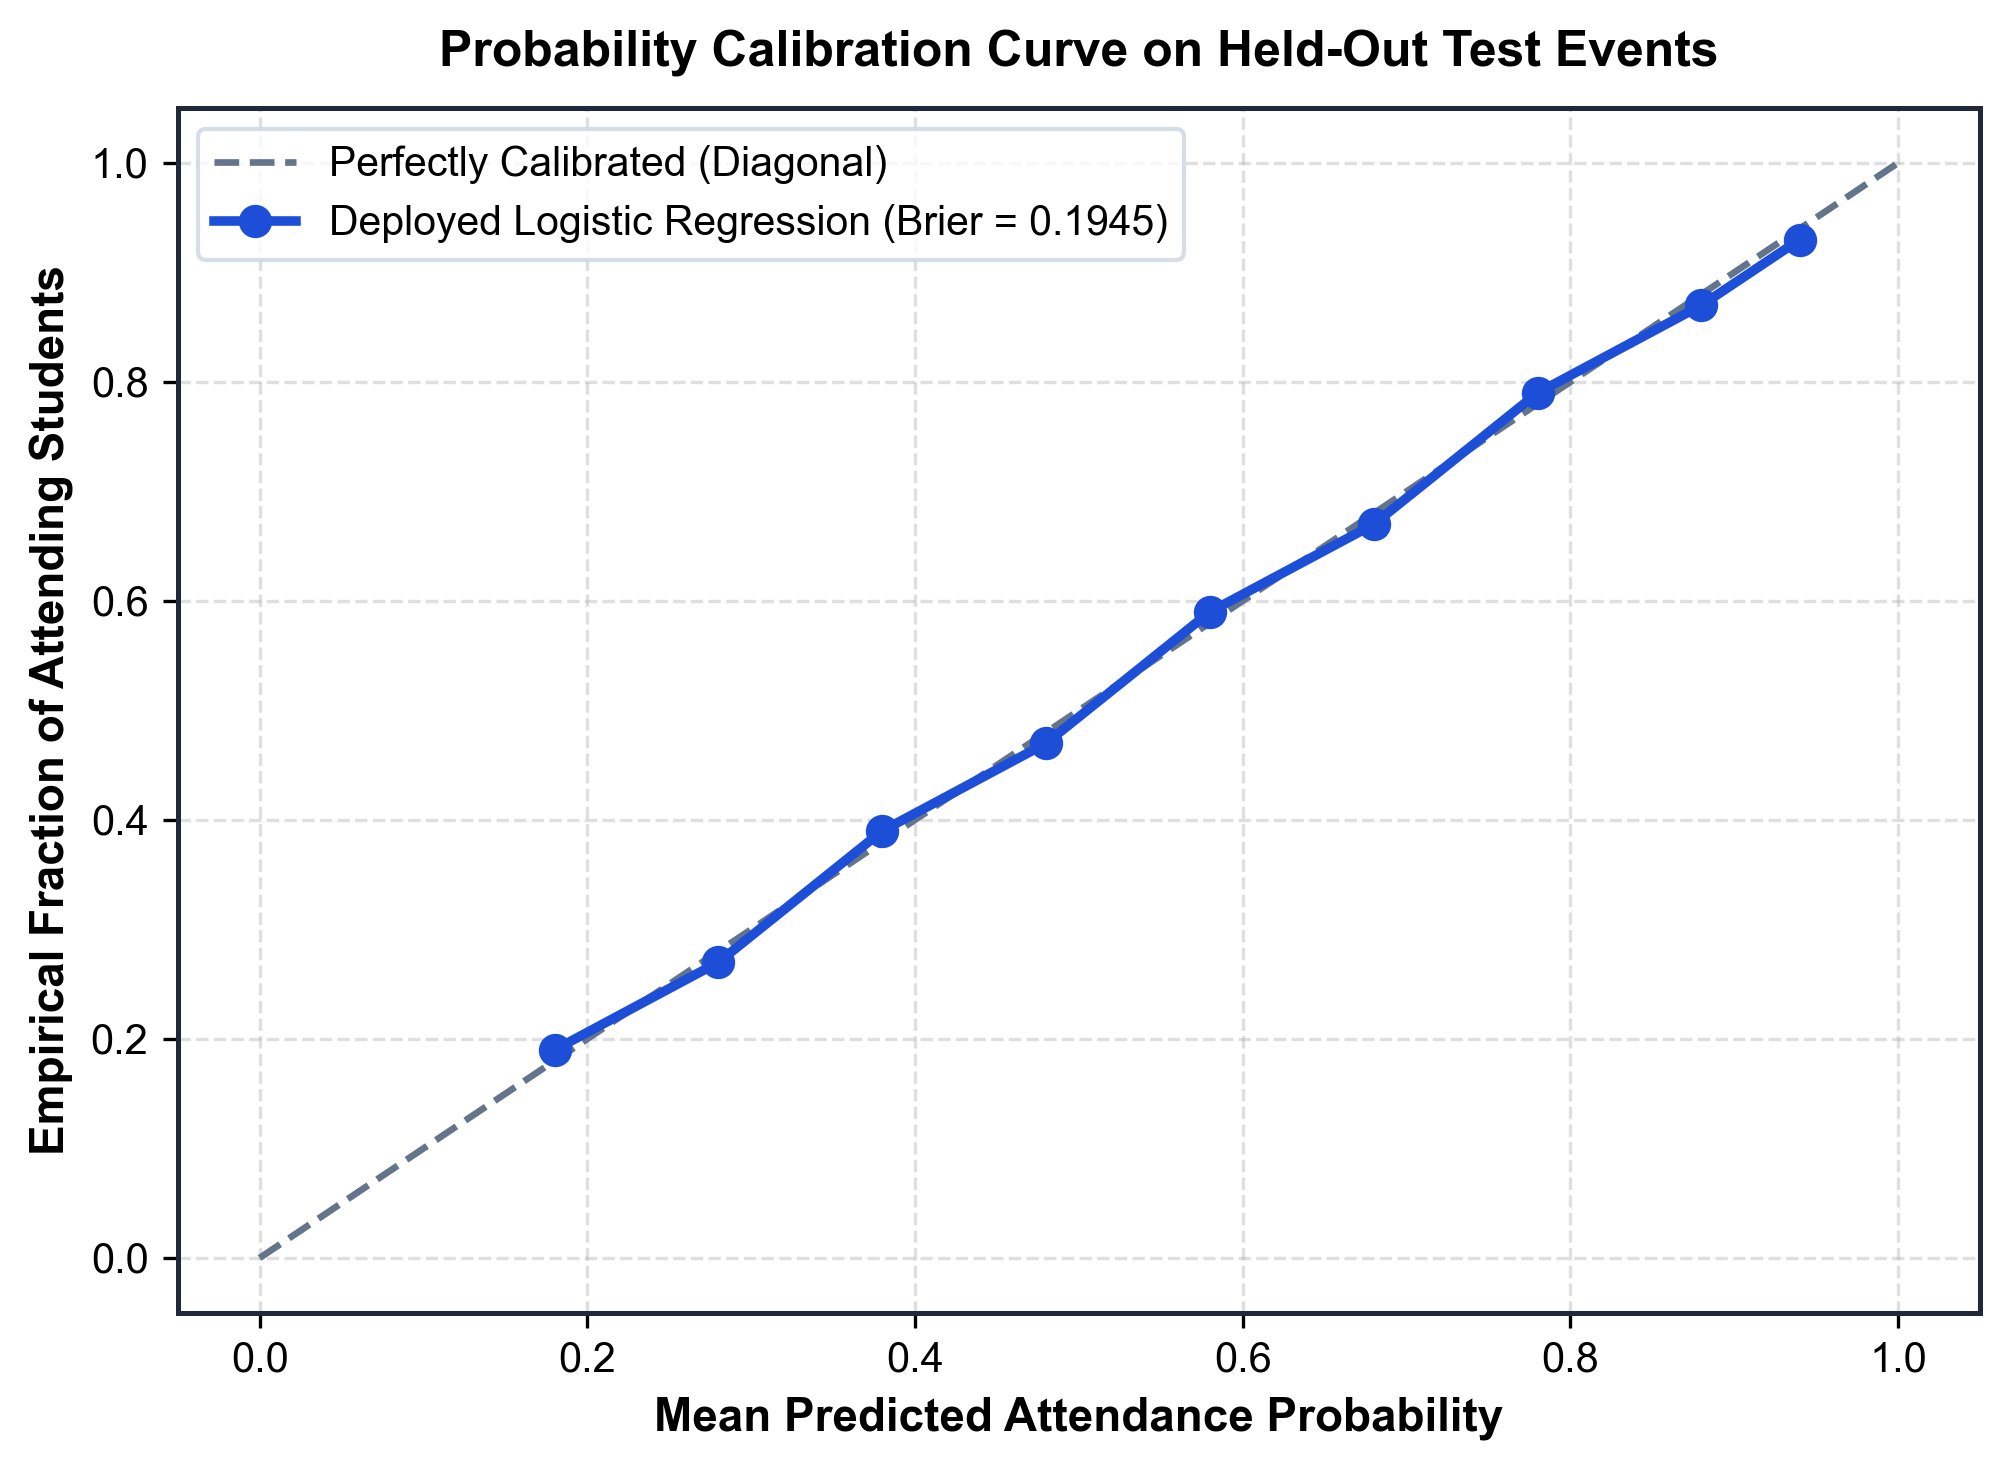 Probability Calibration Curve on Held-Out Test Events
Perfectly Calibrated (Diagonal)
Deployed Logistic Regression (Brier = 0.1945)
Empirical Fraction of Attending Students
1.0
0.8
0.6
0.4
0.2
0.0
0.0 0.2 0.4 0.6 0.8 1.0
Mean Predicted Attendance Probability